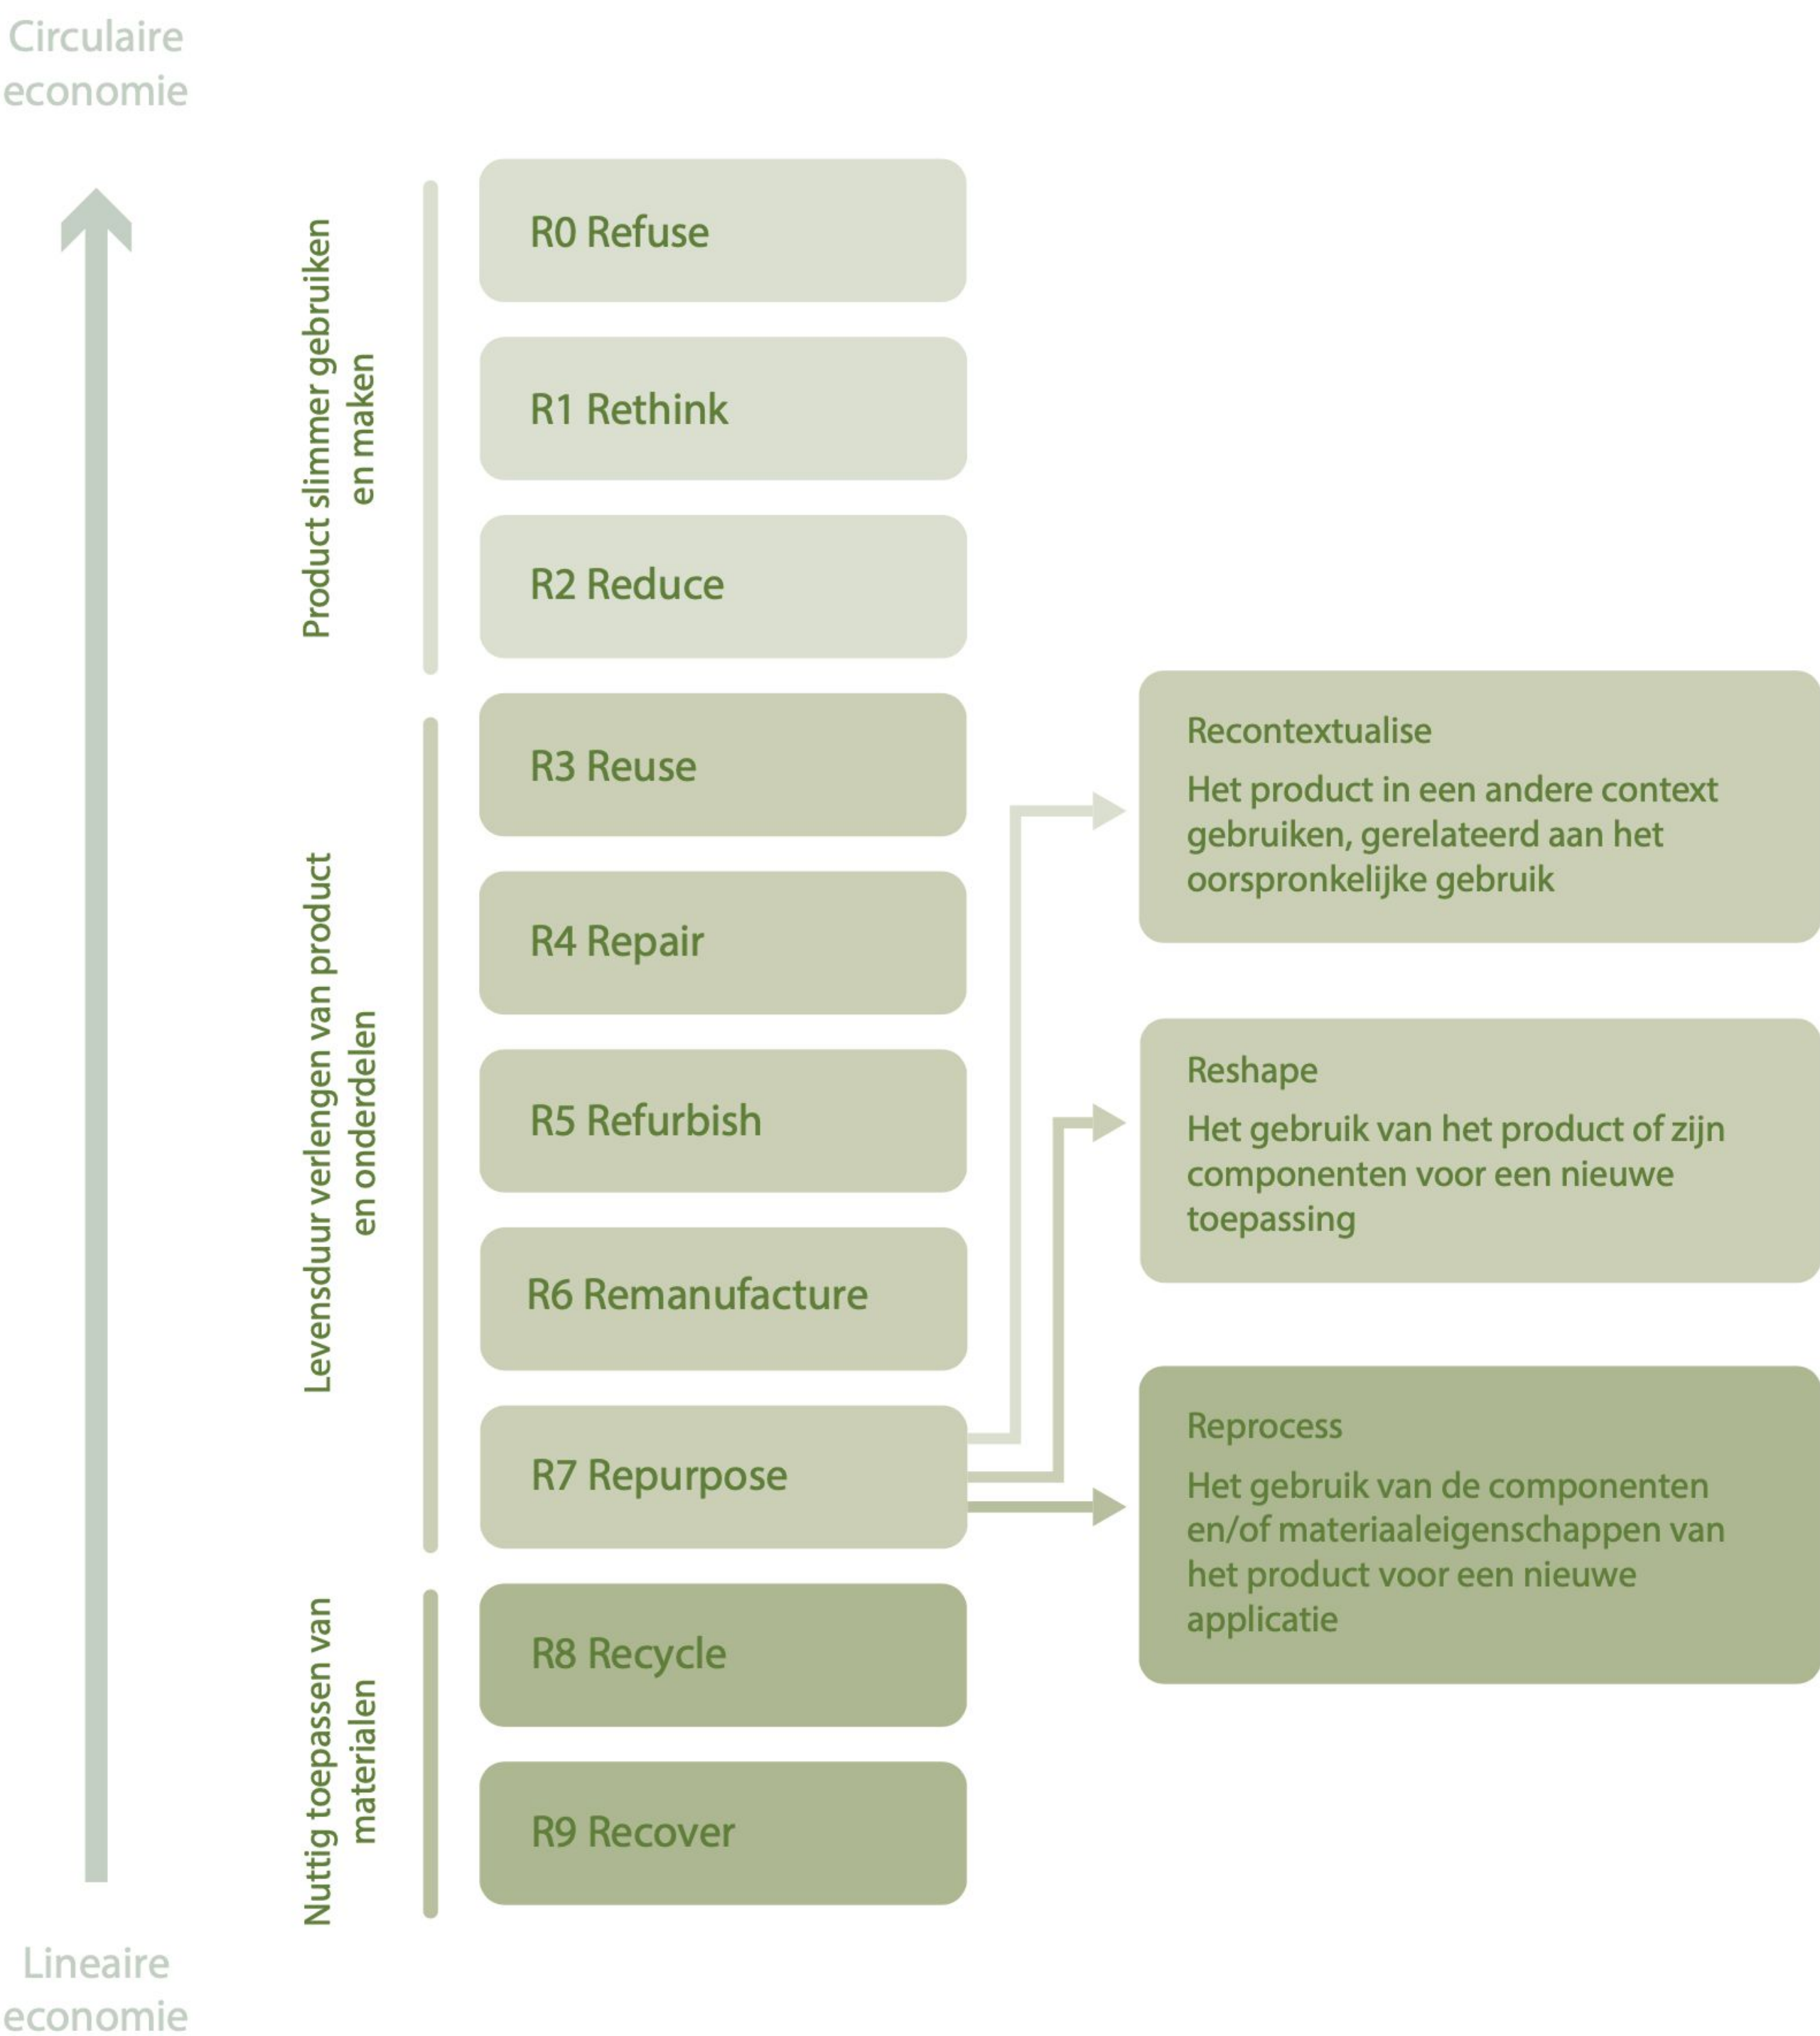 Circulaire
economie
Product slimmer gebruiken
en maken
R0 Refuse
R1 Rethink
R2 Reduce
Levensduur verlengen van product
en onderdelen
R3 Reuse
R4 Repair
R5 Refurbish
R6 Remanufacture
R7 Repurpose
Recontextualise
Het product in een andere context
gebruiken, gerelateerd aan het
oorspronkelijke gebruik
Reshape
Het gebruik van het product of zijn
componenten voor een nieuwe
toepassing
Reprocess
Het gebruik van de componenten
en/of materiaaleigenschappen van
het product voor een nieuwe
applicatie
Nuttig toepassen van
materialen
R8 Recycle
R9 Recover
Lineaire
economie